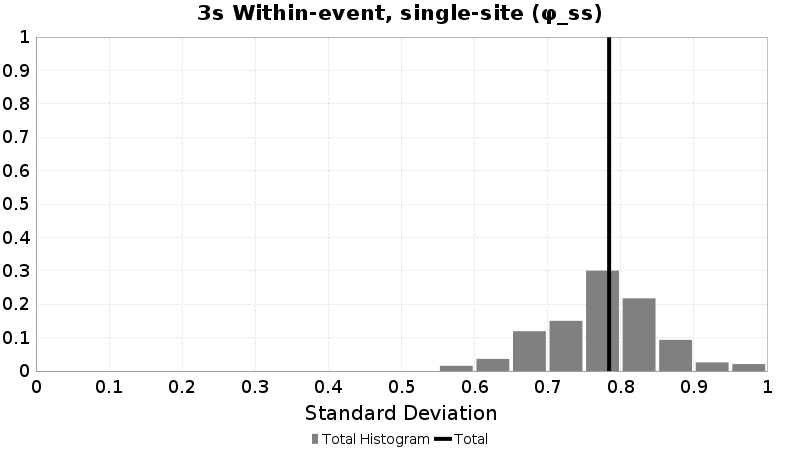 3s Within-event, single-site (φ_ss)
1
0.9
0.8
0.7
0.6
0.5
0.4
0.3
0.2
0.1
0
0 0.1 0.2 0.3 0.4 0.5 0.6 0.7 0.8 0.9 1
Standard Deviation
Total Histogram Total